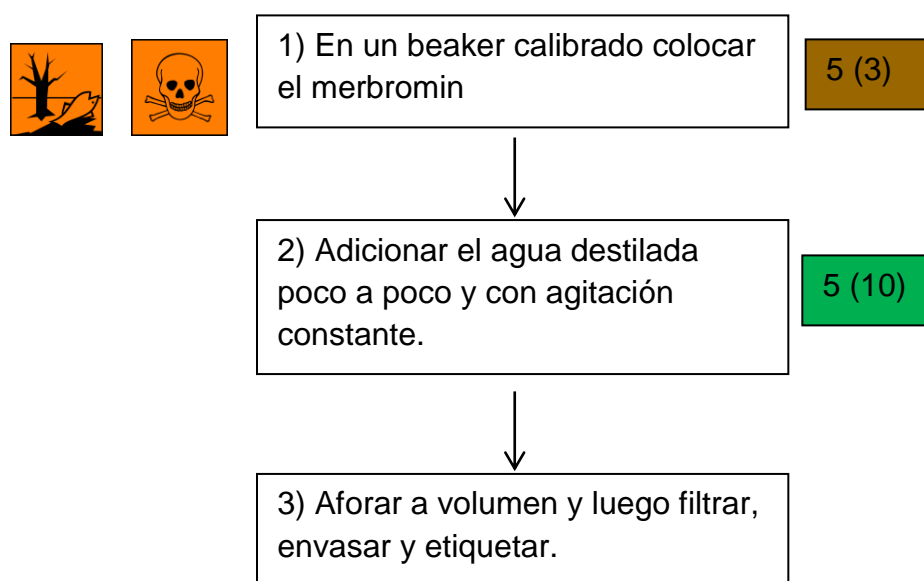 1) En un beaker calibrado colocar
el merbromin
5 (3)
2) Adicionar el agua destilada
poco a poco y con agitación
constante.
5 (10)
3) Aforar a volumen y luego filtrar,
envasar y etiquetar.